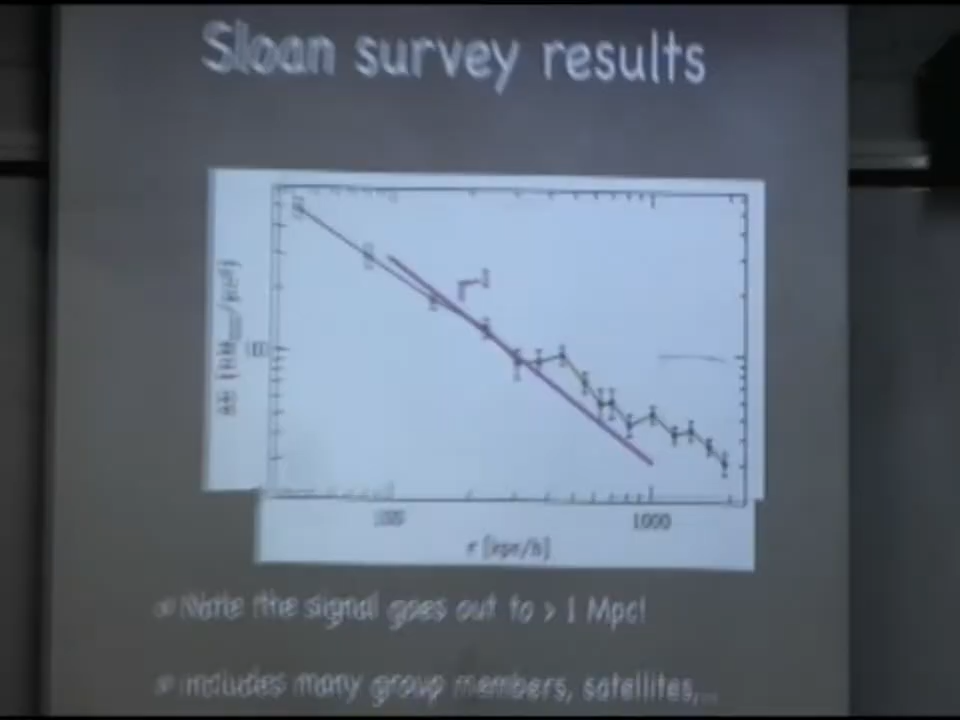 Sloan survey results
100
1000
r [kpc/h]
Note the signal goes out to > 1 Mpc!
includes many group members, satellites,..